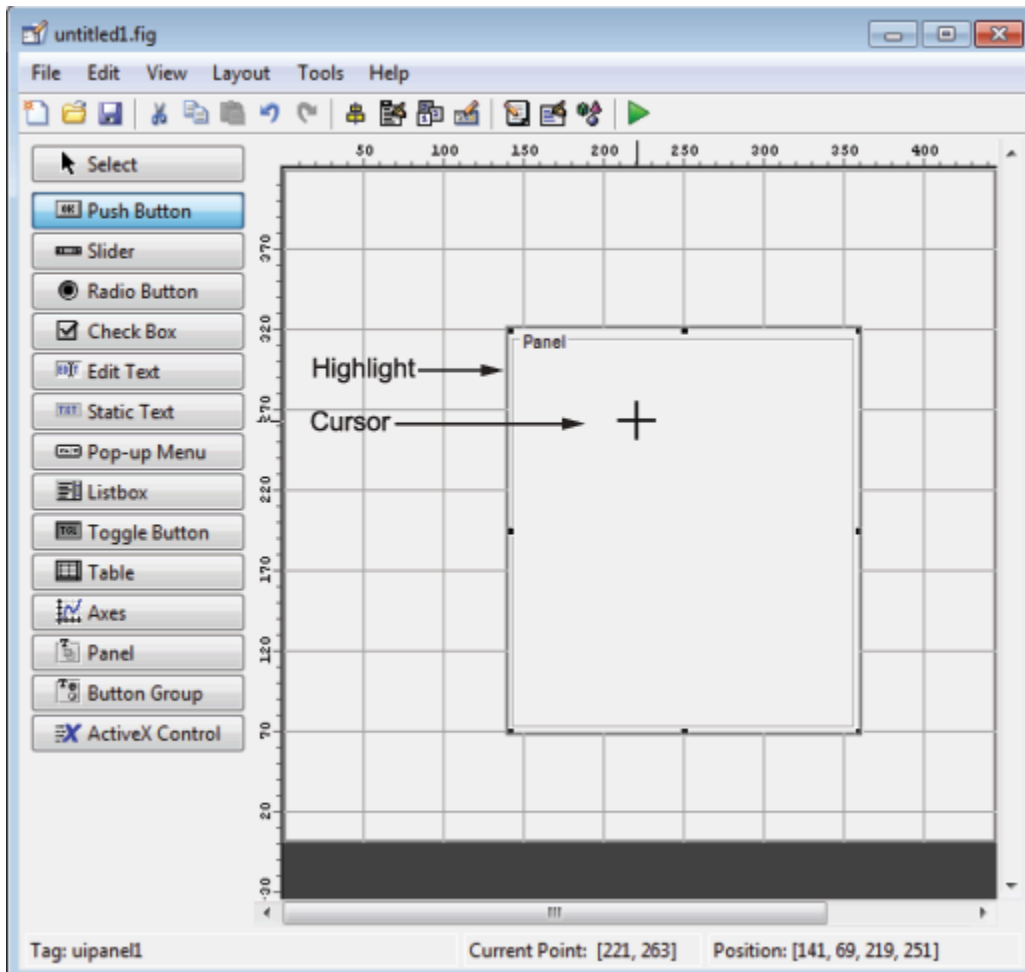 untitled1.fig
File Edit View Layout Tools Help
50 100 150 200 250 300 350 400
Select
Push Button
Slider
Radio Button
Check Box
Edit Text
Static Text
Pop-up Menu
Listbox
Toggle Button
Table
Axes
Panel
Button Group
ActiveX Control
370
320
270
220
170
120
70
20
-30
Panel
Highlight
Cursor
Tag: uipanel1 Current Point: [221, 263] Position: [141, 69, 219, 251]